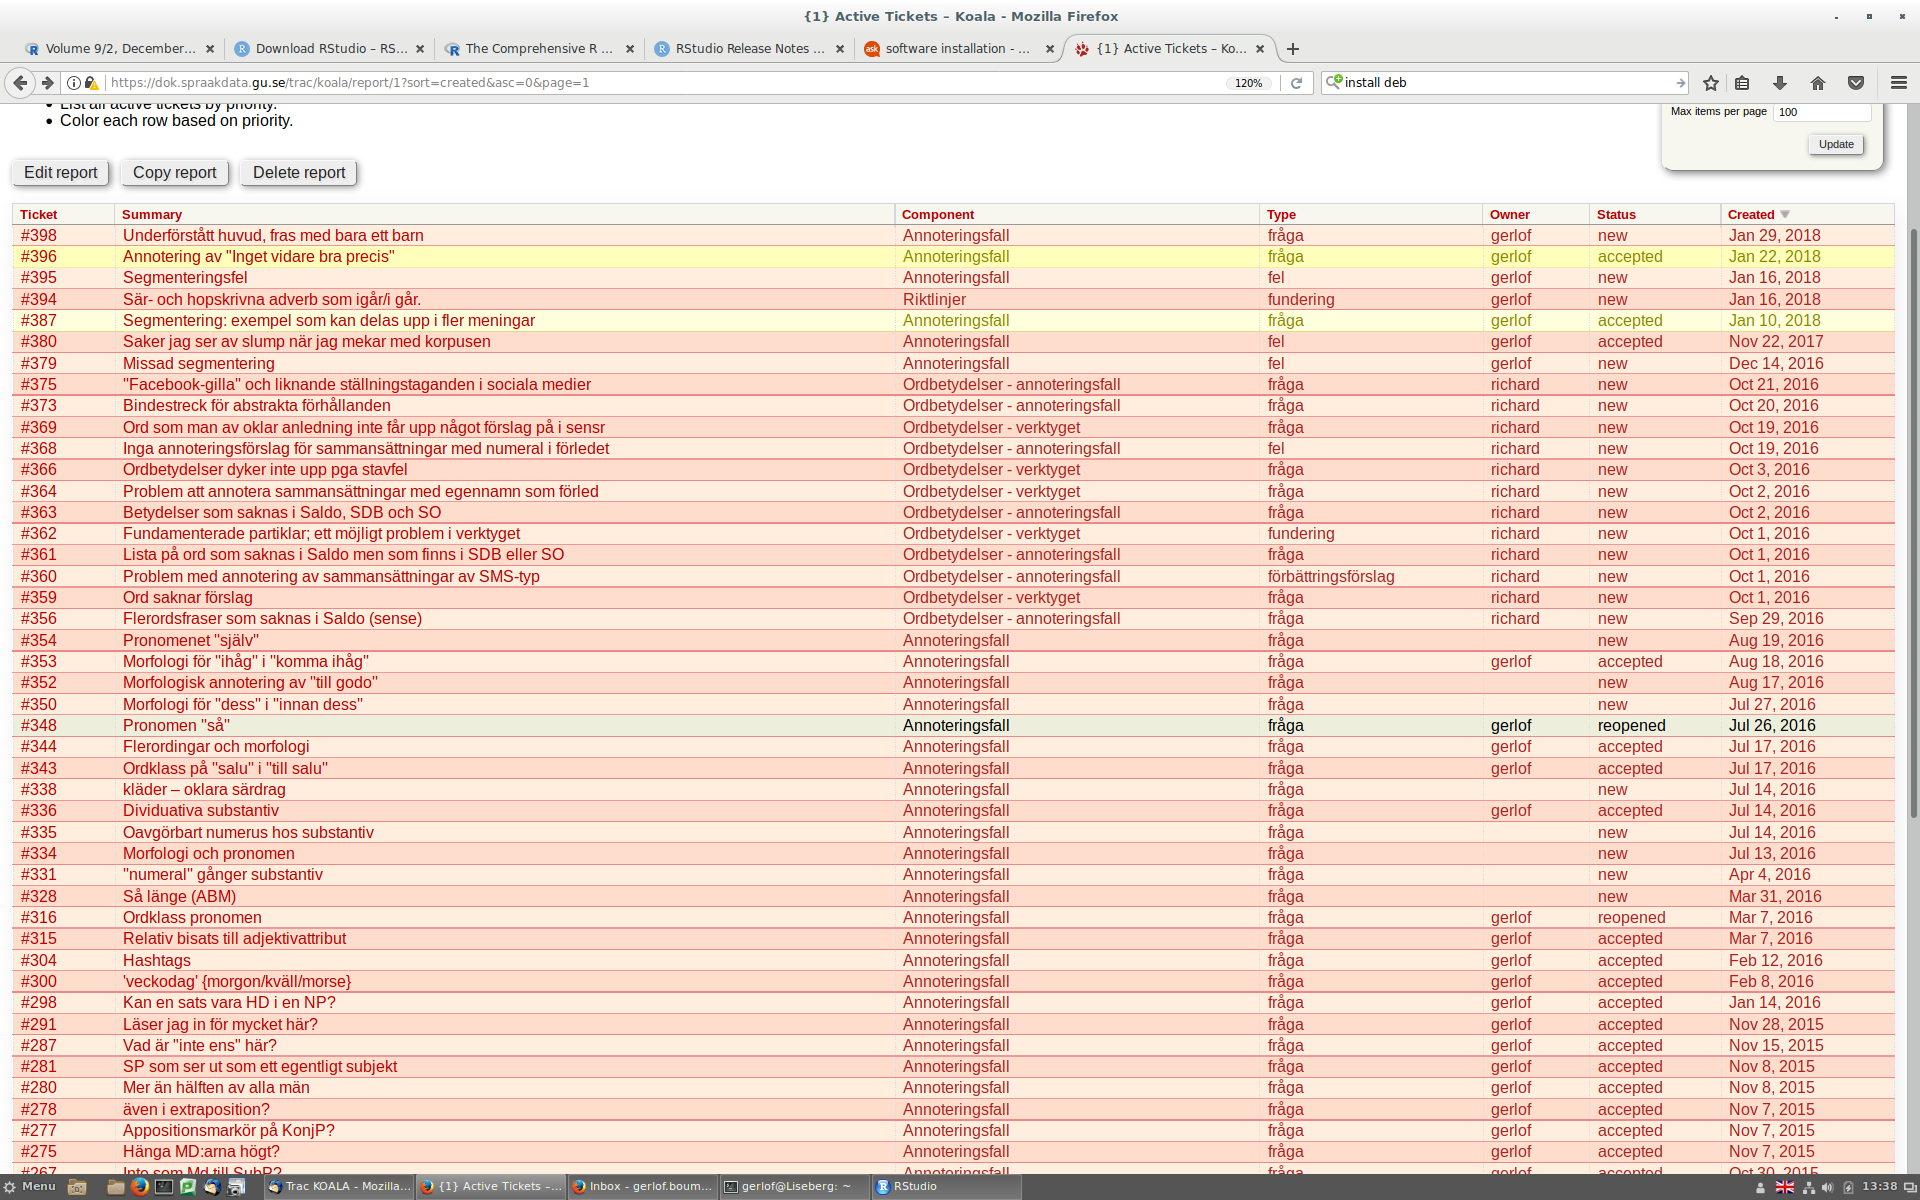 {1} Active Tickets – Koala - Mozilla Firefox
Volume 9/2, December... Download RStudio – RS... The Comprehensive R ... RStudio Release Notes ... software installation - ... {1} Active Tickets – Ko...
https://dok.spraakdata.gu.se/trac/koala/report/1?sort=created&asc=0&page=1 120% install deb
List all active tickets by priority.
Color each row based on priority.
Max items per page 100
Update
Edit report Copy report Delete report
Ticket Summary Component Type Owner Status Created
#398 Underförstått huvud, fras med bara ett barn Annoteringsfall fråga gerlof new Jan 29, 2018
#396 Annotering av "Inget vidare bra precis" Annoteringsfall fråga gerlof accepted Jan 22, 2018
#395 Segmenteringsfel Annoteringsfall fel gerlof new Jan 16, 2018
#394 Sär- och hopskrivna adverb som igår/i går. Riktlinjer fundering gerlof new Jan 16, 2018
#387 Segmentering: exempel som kan delas upp i fler meningar Annoteringsfall fråga gerlof accepted Jan 10, 2018
#380 Saker jag ser av slump när jag mekar med korpusen Annoteringsfall fel gerlof accepted Nov 22, 2017
#379 Missad segmentering Annoteringsfall fel gerlof new Dec 14, 2016
#375 "Facebook-gilla" och liknande ställningstaganden i sociala medier Ordbetydelser - annoteringsfall fråga richard new Oct 21, 2016
#373 Bindestreck för abstrakta förhållanden Ordbetydelser - annoteringsfall fråga richard new Oct 20, 2016
#369 Ord som man av oklar anledning inte får upp något förslag på i sensr Ordbetydelser - verktyget fråga richard new Oct 19, 2016
#368 Inga annoteringsförslag för sammansättningar med numeral i förledet Ordbetydelser - annoteringsfall fel richard new Oct 19, 2016
#366 Ordbetydelser dyker inte upp pga stavfel Ordbetydelser - verktyget fråga richard new Oct 3, 2016
#364 Problem att annotera sammansättningar med egennamn som förled Ordbetydelser - verktyget fråga richard new Oct 2, 2016
#363 Betydelser som saknas i Saldo, SDB och SO Ordbetydelser - annoteringsfall fråga richard new Oct 2, 2016
#362 Fundamenterade partiklar; ett möjligt problem i verktyget Ordbetydelser - verktyget fundering richard new Oct 1, 2016
#361 Lista på ord som saknas i Saldo men som finns i SDB eller SO Ordbetydelser - annoteringsfall fråga richard new Oct 1, 2016
#360 Problem med annotering av sammansättningar av SMS-typ Ordbetydelser - annoteringsfall förbättringsförslag richard new Oct 1, 2016
#359 Ord saknar förslag Ordbetydelser - verktyget fråga richard new Oct 1, 2016
#356 Flerordsfraser som saknas i Saldo (sense) Ordbetydelser - annoteringsfall fråga richard new Sep 29, 2016
#354 Pronomenet "själv" Annoteringsfall fråga new Aug 19, 2016
#353 Morfologi för "ihåg" i "komma ihåg" Annoteringsfall fråga gerlof accepted Aug 18, 2016
#352 Morfologisk annotering av "till godo" Annoteringsfall fråga new Aug 17, 2016
#350 Morfologi för "dess" i "innan dess" Annoteringsfall fråga new Jul 27, 2016
#348 Pronomen "så" Annoteringsfall fråga gerlof reopened Jul 26, 2016
#344 Flerordingar och morfologi Annoteringsfall fråga gerlof accepted Jul 17, 2016
#343 Ordklass på "salu" i "till salu" Annoteringsfall fråga gerlof accepted Jul 17, 2016
#338 kläder – oklara särdrag Annoteringsfall fråga new Jul 14, 2016
#336 Dividuativa substantiv Annoteringsfall fråga gerlof accepted Jul 14, 2016
#335 Oavgörbart numerus hos substantiv Annoteringsfall fråga new Jul 14, 2016
#334 Morfologi och pronomen Annoteringsfall fråga new Jul 13, 2016
#331 "numeral" gånger substantiv Annoteringsfall fråga new Apr 4, 2016
#328 Så länge (ABM) Annoteringsfall fråga new Mar 31, 2016
#316 Ordklass pronomen Annoteringsfall fråga gerlof reopened Mar 7, 2016
#315 Relativ bisats till adjektivattribut Annoteringsfall fråga gerlof accepted Mar 7, 2016
#304 Hashtags Annoteringsfall fråga gerlof accepted Feb 12, 2016
#300 'veckodag' {morgon/kväll/morse} Annoteringsfall fråga gerlof accepted Feb 8, 2016
#298 Kan en sats vara HD i en NP? Annoteringsfall fråga gerlof accepted Jan 14, 2016
#291 Läser jag in för mycket här? Annoteringsfall fråga gerlof accepted Nov 28, 2015
#287 Vad är "inte ens" här? Annoteringsfall fråga gerlof accepted Nov 15, 2015
#281 SP som ser ut som ett egentligt subjekt Annoteringsfall fråga gerlof accepted Nov 8, 2015
#280 Mer än hälften av alla män Annoteringsfall fråga gerlof accepted Nov 8, 2015
#278 även i extraposition? Annoteringsfall fråga gerlof accepted Nov 7, 2015
#277 Appositionsmarkör på KonjP? Annoteringsfall fråga gerlof accepted Nov 7, 2015
#275 Hänga MD:arna högt? Annoteringsfall fråga gerlof accepted Nov 7, 2015
#267 Inte som Md till SubP? Annoteringsfall fråga gerlof accepted Oct 30, 2015
Menu Trac KOALA - Mozilla... {1} Active Tickets –... Inbox - gerlof.boum... gerlof@Liseberg: ~ RStudio 13:38